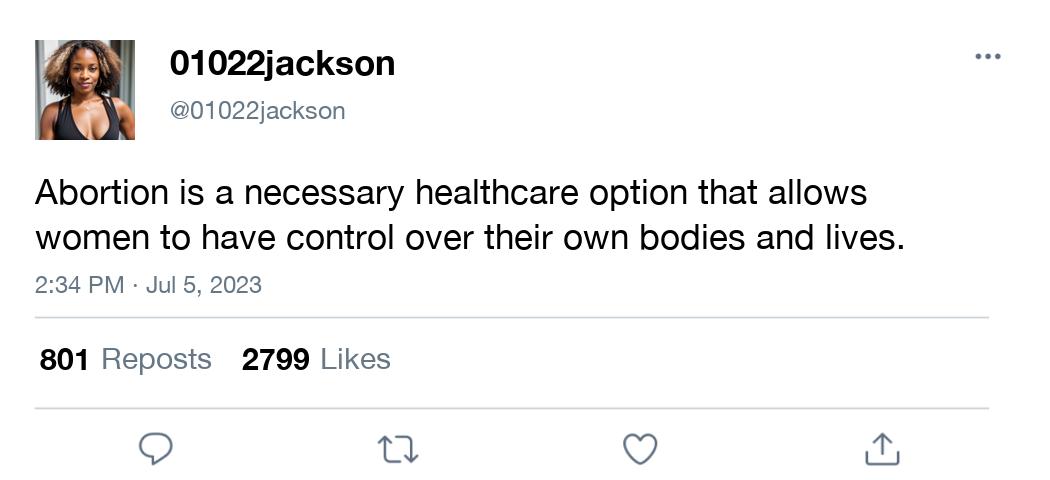 01022jackson
@01022jackson
Abortion is a necessary healthcare option that allows
women to have control over their own bodies and lives.
2:34 PM · Jul 5, 2023
801 Reposts 2799 Likes